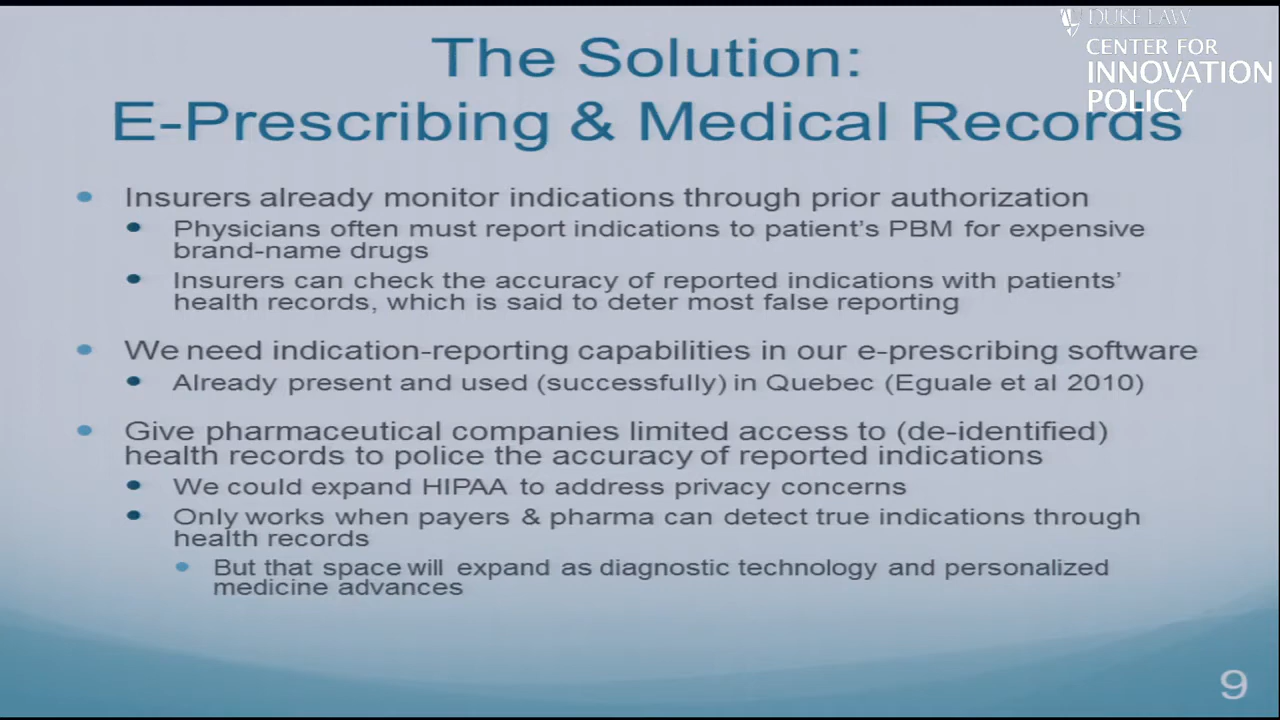 DUKE LAW
CENTER FOR
INNOVATION
POLICY
The Solution:
E-Prescribing & Medical Records
Insurers already monitor indications through prior authorization
Physicians often must report indications to patient's PBM for expensive
brand-name drugs
Insurers can check the accuracy of reported indications with patients'
health records, which is said to deter most false reporting
We need indication-reporting capabilities in our e-prescribing software
Already present and used (successfully) in Quebec (Eguale et al 2010)
Give pharmaceutical companies limited access to (de-identified)
health records to police the accuracy of reported indications
We could expand HIPAA to address privacy concerns
Only works when payers & pharma can detect true indications through
health records
But that space will expand as diagnostic technology and personalized
medicine advances
9